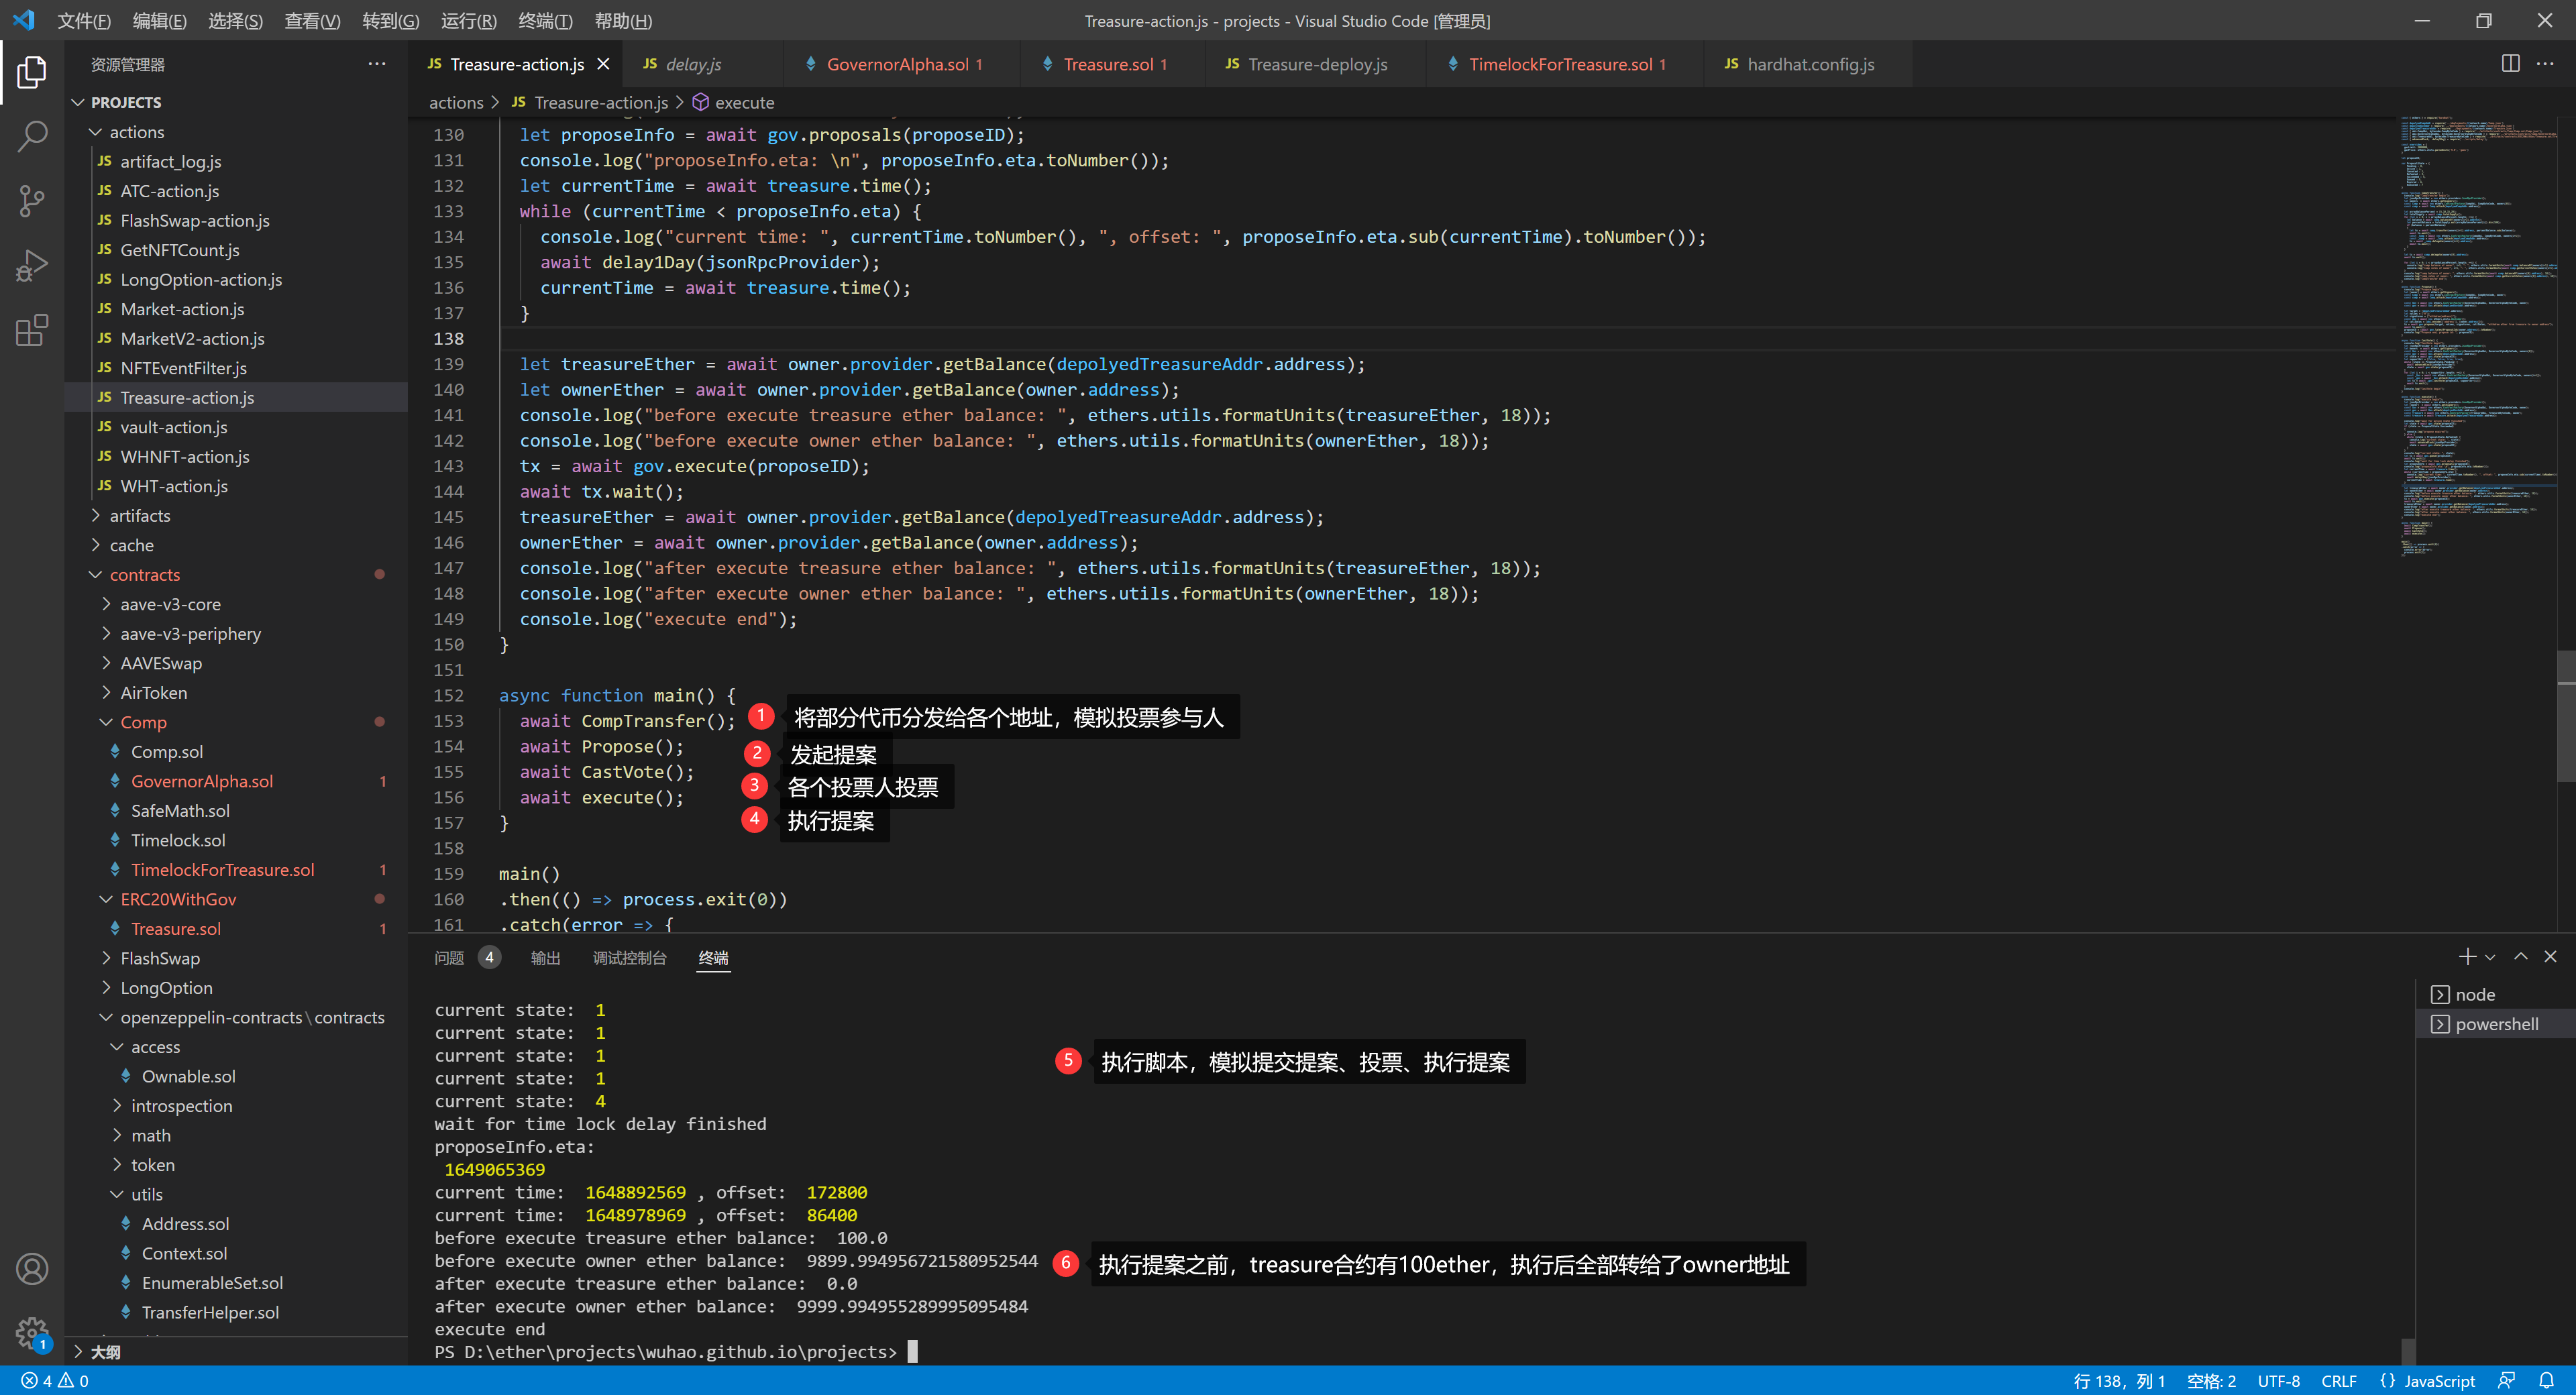 文件(F) 编辑(E) 选择(S) 查看(V) 转到(G) 运行(R) 终端(T) 帮助(H)
Treasure-action.js - projects - Visual Studio Code [管理员]
资源管理器
PROJECTS
actions
JS artifact_log.js
JS ATC-action.js
JS FlashSwap-action.js
JS GetNFTCount.js
JS LongOption-action.js
JS Market-action.js
JS MarketV2-action.js
JS NFTEventFilter.js
JS Treasure-action.js
JS vault-action.js
JS WHNFT-action.js
JS WHT-action.js
artifacts
cache
contracts
aave-v3-core
aave-v3-periphery
AAVESwap
AirToken
Comp
Comp.sol
GovernorAlpha.sol 1
SafeMath.sol
Timelock.sol
TimelockForTreasure.sol 1
ERC20WithGov
Treasure.sol 1
FlashSwap
LongOption
openzeppelin-contracts\contracts
access
Ownable.sol
introspection
math
token
utils
Address.sol
Context.sol
EnumerableSet.sol
TransferHelper.sol
大纲
JS Treasure-action.js
JS delay.js
GovernorAlpha.sol 1
Treasure.sol 1
JS Treasure-deploy.js
TimelockForTreasure.sol 1
JS hardhat.config.js
actions > JS Treasure-action.js > execute
130 let proposeInfo = await gov.proposals(proposeID);
131 console.log("proposeInfo.eta: \n", proposeInfo.eta.toNumber());
132 let currentTime = await treasure.time();
133 while (currentTime < proposeInfo.eta) {
134 console.log("current time: ", currentTime.toNumber(), ", offset: ", proposeInfo.eta.sub(currentTime).toNumber());
135 await delay1Day(jsonRpcProvider);
136 currentTime = await treasure.time();
137 }
138
139 let treasureEther = await owner.provider.getBalance(depolyedTreasureAddr.address);
140 let ownerEther = await owner.provider.getBalance(owner.address);
141 console.log("before execute treasure ether balance: ", ethers.utils.formatUnits(treasureEther, 18));
142 console.log("before execute owner ether balance: ", ethers.utils.formatUnits(ownerEther, 18));
143 tx = await gov.execute(proposeID);
144 await tx.wait();
145 treasureEther = await owner.provider.getBalance(depolyedTreasureAddr.address);
146 ownerEther = await owner.provider.getBalance(owner.address);
147 console.log("after execute treasure ether balance: ", ethers.utils.formatUnits(treasureEther, 18));
148 console.log("after execute owner ether balance: ", ethers.utils.formatUnits(ownerEther, 18));
149 console.log("execute end");
150 }
151
152 async function main() {
153 await CompTransfer(); 1 将部分代币分发给各个地址，模拟投票参与人
154 await Propose(); 2 发起提案
155 await CastVote(); 3 各个投票人投票
156 await execute(); 4 执行提案
157 }
158
159 main()
160 .then(() => process.exit(0))
161 .catch(error => {
问题 4 输出 调试控制台 终端
node
powershell
current state: 1
current state: 1
current state: 1
current state: 1
current state: 4
5 执行脚本，模拟提交提案、投票、执行提案
wait for time lock delay finished
proposeInfo.eta:
1649065369
current time: 1648892569 , offset: 172800
current time: 1648978969 , offset: 86400
before execute treasure ether balance: 100.0
before execute owner ether balance: 9899.994956721580952544
6 执行提案之前，treasure合约有100ether，执行后全部转给了owner地址
after execute treasure ether balance: 0.0
after execute owner ether balance: 9999.994955289995095484
execute end
PS D:\ether\projects\wuhao.github.io\projects>
1
4 0
行 138，列 1 空格: 2 UTF-8 CRLF {} JavaScript